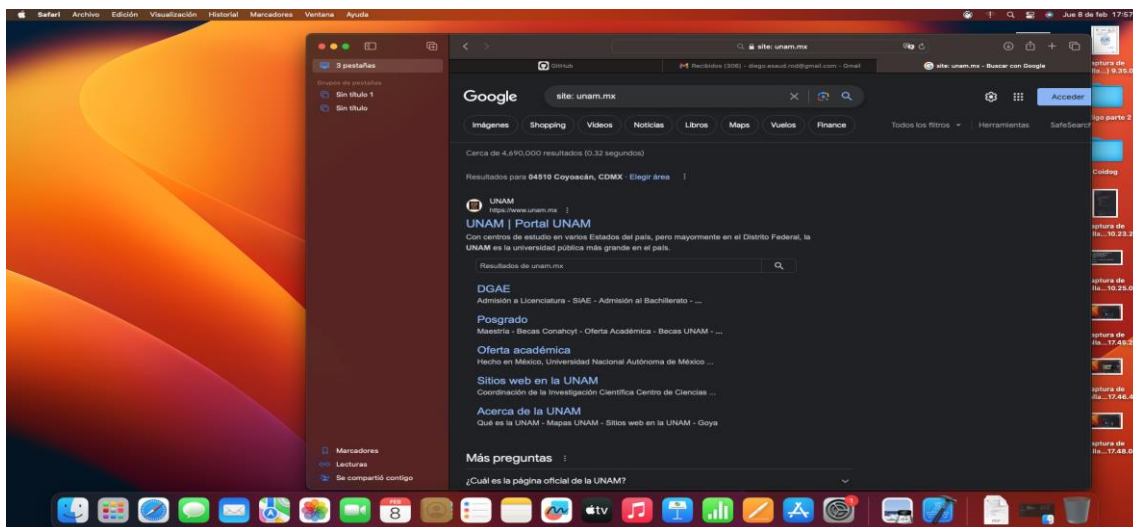 Safari Archivo Edición Visualización Historial Marcadores Ventana Ayuda
Jue 8 de feb 17:57
3 pestañas
Grupos de pestañas
Sin título 1
Sin título
Marcadores
Lecturas
Se compartió contigo
site: unam.mx
GitHub
site: unam.mx - Buscar con Google
Google
site: unam.mx
Acceder
Imágenes Shopping Videos Noticias Libros Maps Vuelos Finance
Todos los filtros Herramientas SafeSearch
Cerca de 4,690,000 resultados (0.32 segundos)
Resultados para 04510 Coyoacán, CDMX · Elegir área
UNAM
https://www.unam.mx
UNAM | Portal UNAM
Con centros de estudio en varios Estados del país, pero mayormente en el Distrito Federal, la
UNAM es la universidad pública más grande en el país.
Resultados de unam.mx
DGAE
Admisión a Licenciatura - SIAE - Admisión al Bachillerato - ...
Posgrado
Maestría - Becas Conahcyt - Oferta Académica - Becas UNAM - ...
Oferta académica
Hecho en México, Universidad Nacional Autónoma de México ...
Sitios web en la UNAM
Coordinación de la Investigación Científica Centro de Ciencias ...
Acerca de la UNAM
Qué es la UNAM - Mapas UNAM - Sitios web en la UNAM - Goya
Más preguntas
¿Cuál es la página oficial de la UNAM?
parte 2
Coidog
FEB
8
tv